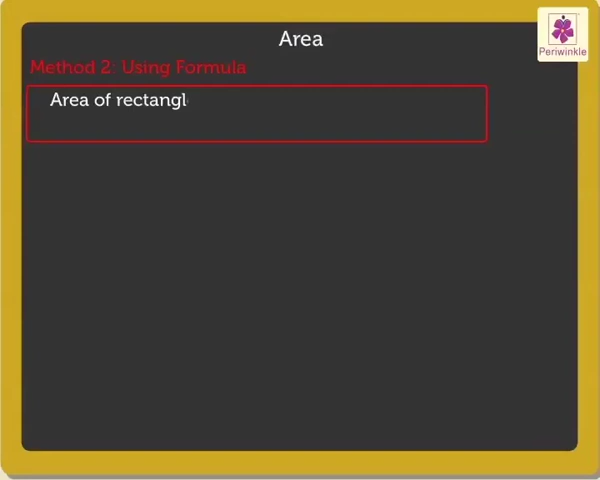 Area
Periwinkle
Method 2: Using Formula
Area of rectangl